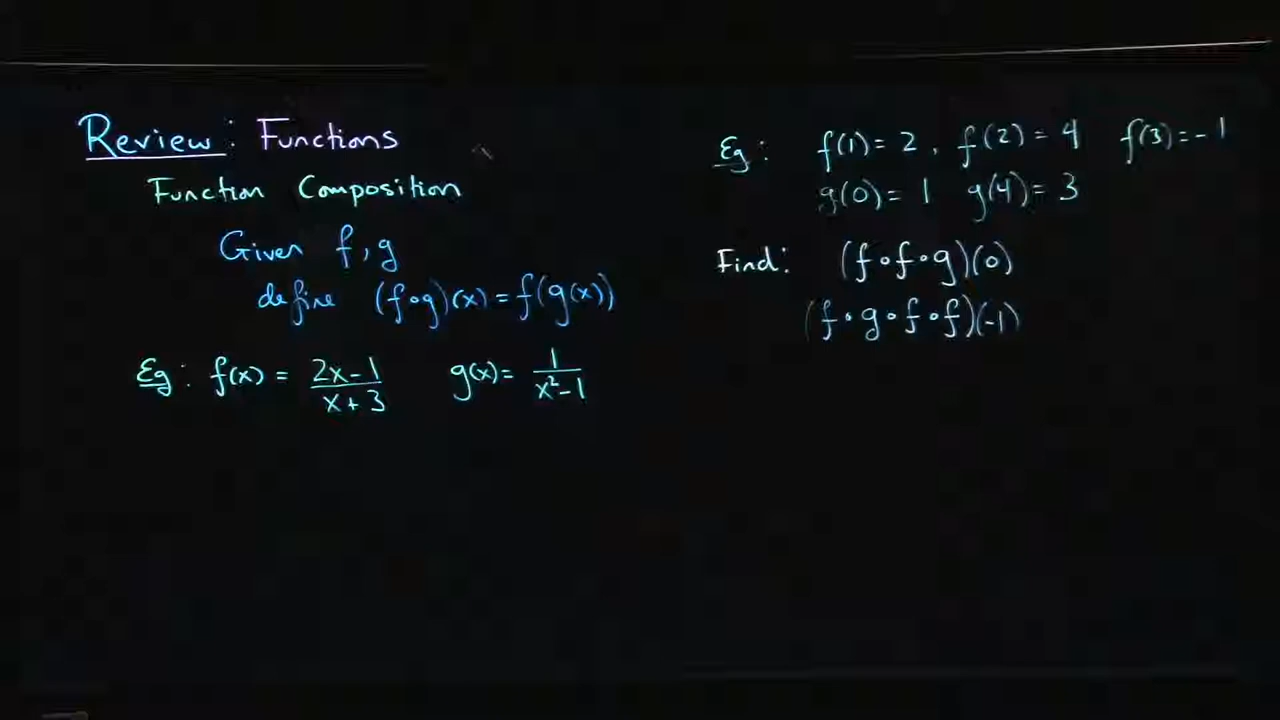 Review: Functions
Function Composition
Given f, g
define (f∘g)(x) = f(g(x))
Eg: f(x) = (2x-1)/(x+3) g(x) = 1/(x²-1)
Eg: f(1) = 2, f(2) = 4 f(3) = -1
g(0) = 1 g(4) = 3
Find: (f∘f∘g)(0)
(f∘g∘f∘f)(-1)